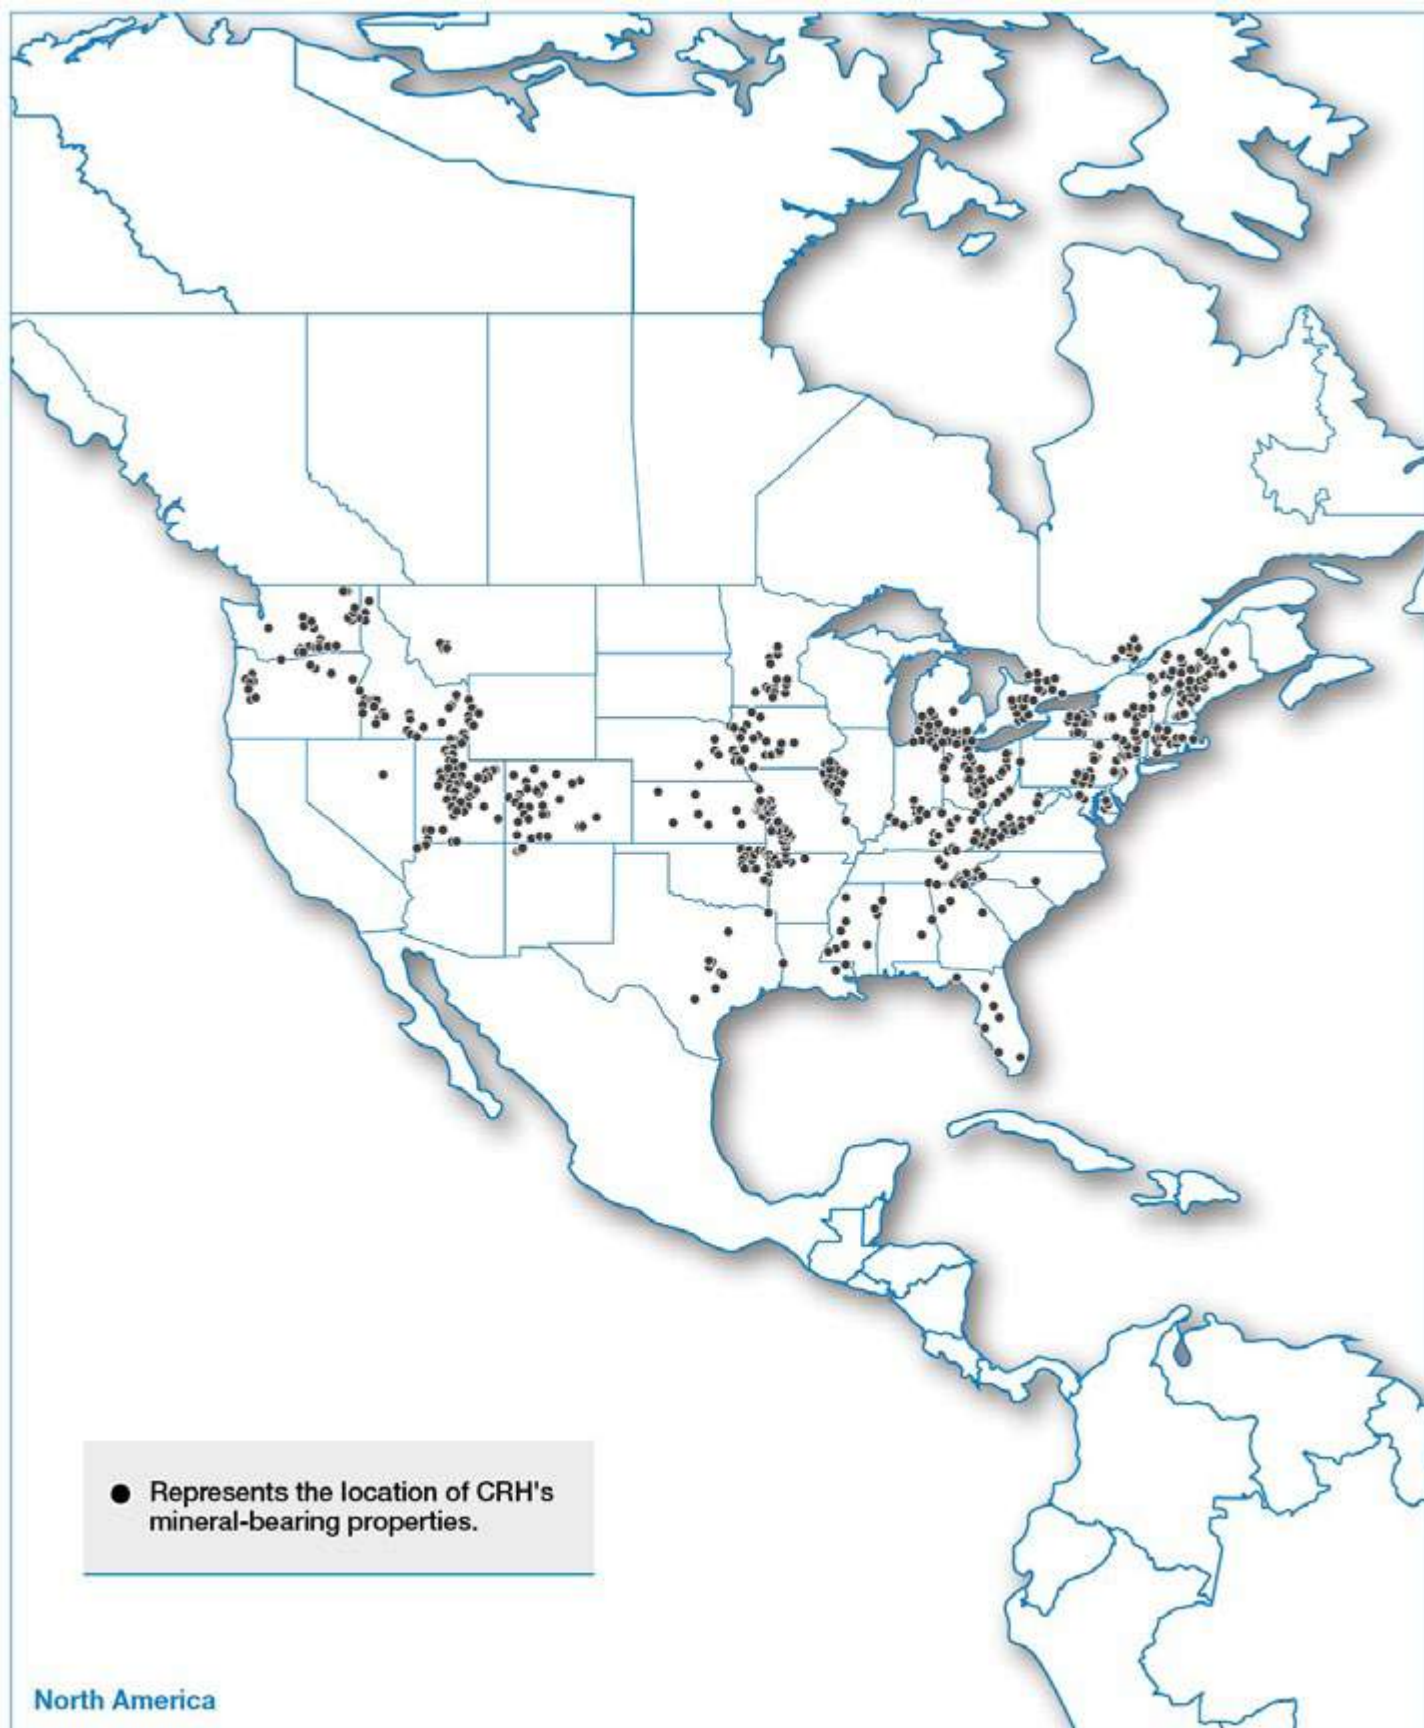 Represents the location of CRH's
mineral-bearing properties.
North America